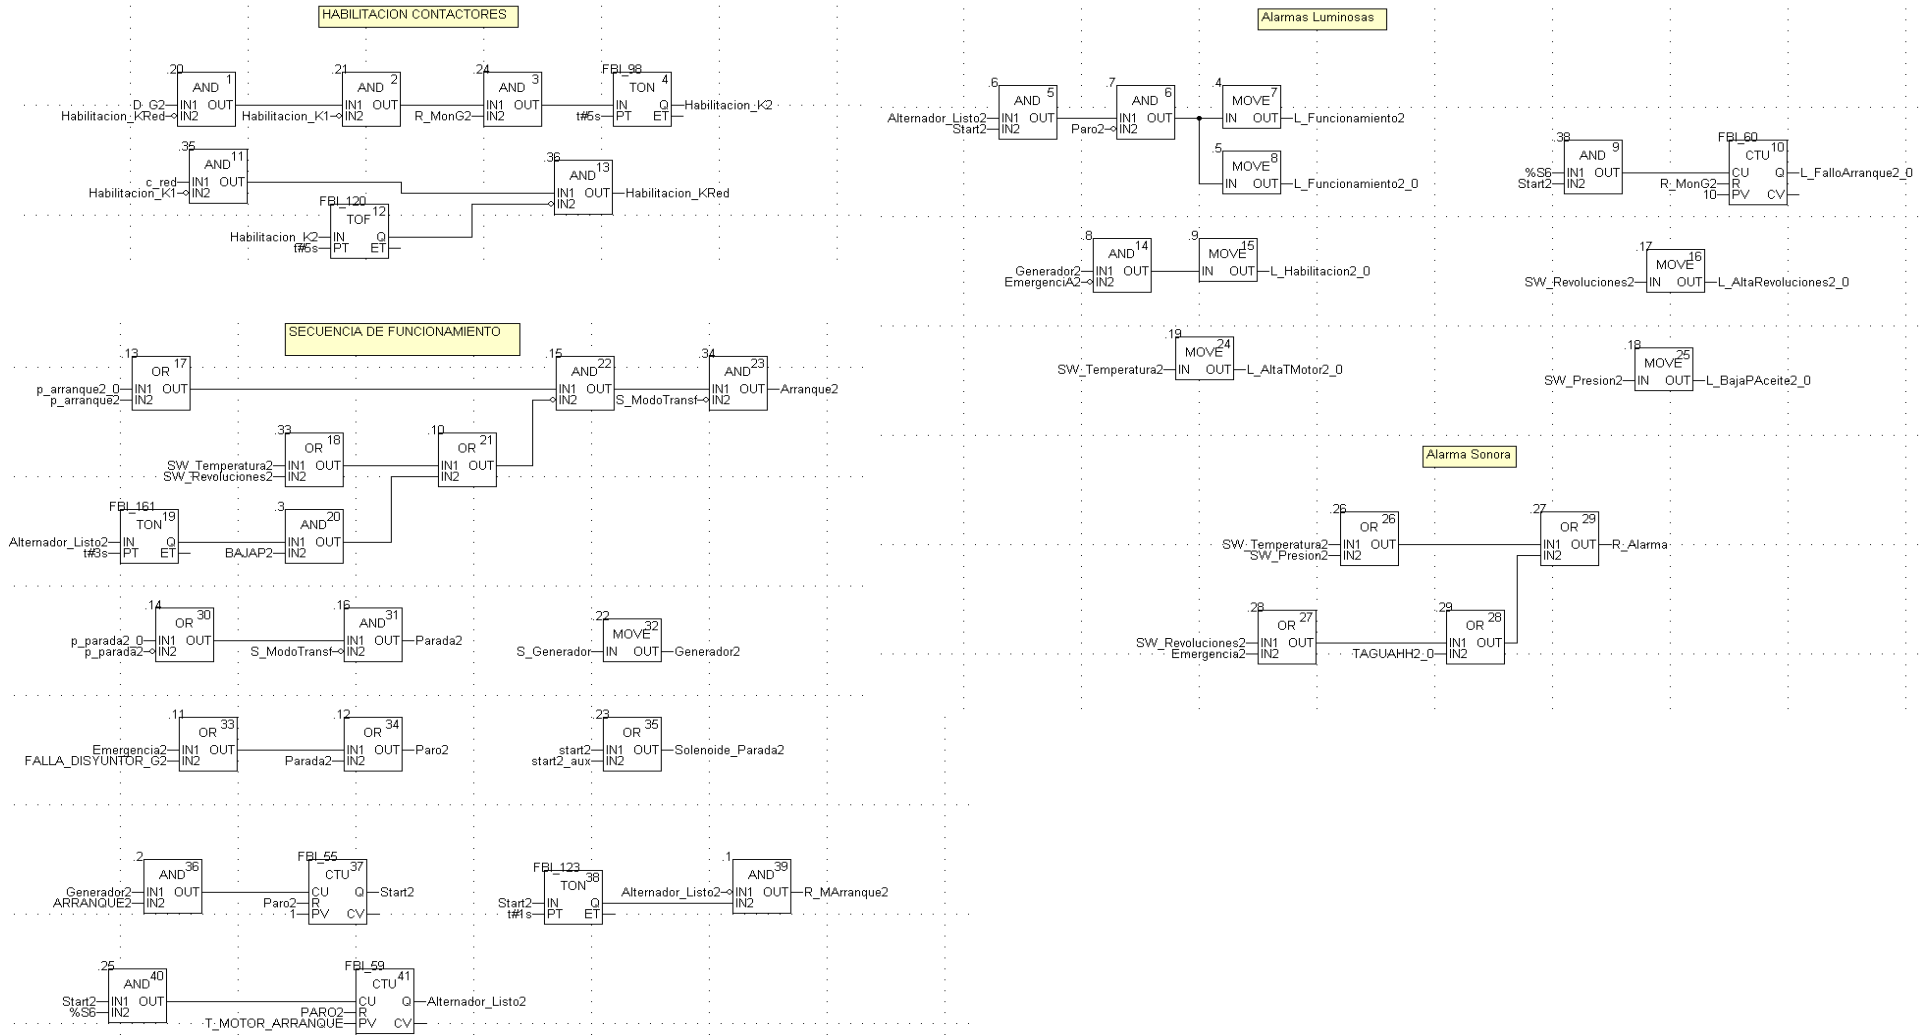 HABILITACION CONTACTORES
.20
AND 1
D_G2 IN1 OUT
Habilitacion_KRed IN2
.21
AND 2
IN1 OUT
Habilitacion_K1 IN2
.24
AND 3
IN1 OUT
R_MonG2 IN2
FBI_98
TON 4
IN Q Habilitacion_K2
t#5s PT ET
.35
AND 11
c_red IN1 OUT
Habilitacion_K1 IN2
.36
AND 13
IN1 OUT Habilitacion_KRed
IN2
FBI_120
TOF 12
Habilitacion_K2 IN Q
t#5s PT ET
SECUENCIA DE FUNCIONAMIENTO
.13
OR 17
p_arranque2_0 IN1 OUT
p_arranque2 IN2
.15
AND 22
IN1 OUT
IN2
.34
AND 23
IN1 OUT Arranque2
S_ModoTransf IN2
.33
OR 18
SW_Temperatura2 IN1 OUT
SW_Revoluciones2 IN2
.10
OR 21
IN1 OUT
IN2
FBI_161
TON 19
Alternador_Listo2 IN Q
t#3s PT ET
.3
AND 20
IN1 OUT
BAJAP2 IN2
.14
OR 30
p_parada2_0 IN1 OUT
p_parada2 IN2
.16
AND 31
IN1 OUT Parada2
S_ModoTransf IN2
.22
MOVE 32
S_Generador IN OUT Generador2
.11
OR 33
Emergencia2 IN1 OUT
FALLA_DISYUNTOR_G2 IN2
.12
OR 34
IN1 OUT Paro2
Parada2 IN2
.23
OR 35
start2 IN1 OUT Solenoide_Parada2
start2_aux IN2
.2
AND 36
Generador2 IN1 OUT
ARRANQUE2 IN2
FBI_55
CTU 37
CU Q Start2
Paro2 R
1 PV CV
FBI_123
TON 38
Start2 IN Q
t#1s PT ET
.1
AND 39
Alternador_Listo2 IN1 OUT R_MArranque2
IN2
.25
AND 40
Start2 IN1 OUT
%S6 IN2
FBI_59
CTU 41
CU Q Alternador_Listo2
PARO2 R
T_MOTOR_ARRANQUE PV CV
Alarmas Luminosas
.6
AND 5
Alternador_Listo2 IN1 OUT
Start2 IN2
.7
AND 6
IN1 OUT
Paro2 IN2
.4
MOVE 7
IN OUT L_Funcionamiento2
.5
MOVE 8
IN OUT L_Funcionamiento2_0
.38
AND 9
%S6 IN1 OUT
Start2 IN2
FBI_60
CTU 10
CU Q L_FalloArranque2_0
R_MonG2 R
10 PV CV
.8
AND 14
Generador2 IN1 OUT
EmergenciA2 IN2
.9
MOVE 15
IN OUT L_Habilitacion2_0
.17
MOVE 16
SW_Revoluciones2 IN OUT L_AltaRevoluciones2_0
.19
MOVE 24
SW_Temperatura2 IN OUT L_AltaTMotor2_0
.18
MOVE 25
SW_Presion2 IN OUT L_BajaPAceite2_0
Alarma Sonora
.26
OR 26
SW_Temperatura2 IN1 OUT
SW_Presion2 IN2
.27
OR 29
IN1 OUT R_Alarma
IN2
.28
OR 27
SW_Revoluciones2 IN1 OUT
Emergencia2 IN2
.29
OR 28
IN1 OUT
TAGUAHH2_0 IN2